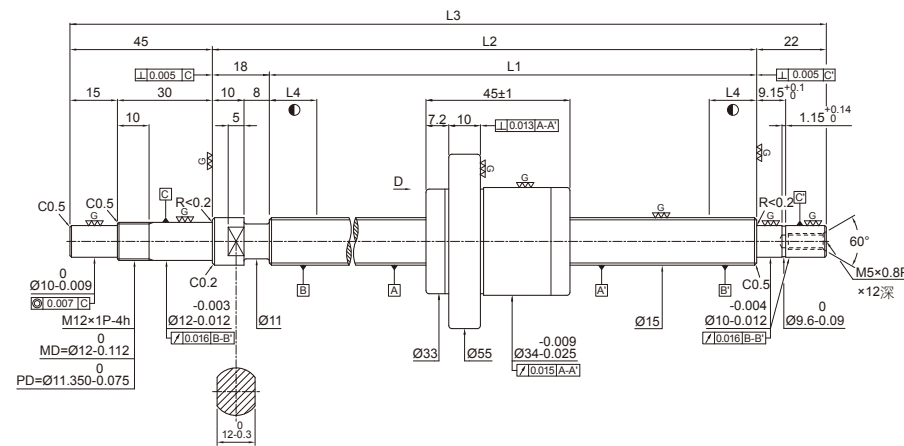 L3
45
L2
22
⊥ 0.005 C
18
L1
⊥ 0.005 C'
15
30
10
8
L4
45±1
L4
9.15 +0.1 0
10
5
7.2
10
⊥ 0.013 A-A'
1.15 +0.14 0
G
G
G
G
D
C0.5
C0.5
G
C
G
R<0.2
G
R<0.2
G
C'
G
60°
C0.2
C0.5
M5×0.8P
×12深
B
A
A'
B'
0
Ø10-0.009
◎ 0.007 C
M12×1P-4h
0
MD=Ø12-0.112
0
PD=Ø11.350-0.075
-0.003
Ø12-0.012
↗ 0.016 B-B'
Ø11
Ø33
Ø55
-0.009
Ø34-0.025
↗ 0.015 A-A'
Ø15
-0.004
Ø10-0.012
↗ 0.016 B-B'
0
Ø9.6-0.09
0
12-0.3